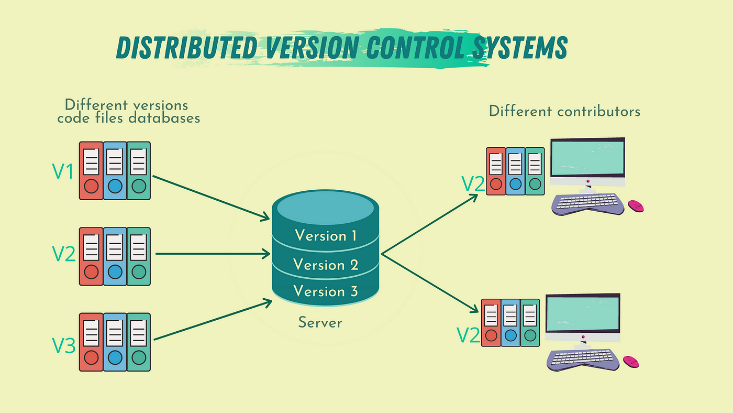 DISTRIBUTED VERSION CONTROL SYSTEMS
Different versions
code files databases
Different contributors
V1
V2
V3
Version 1
Version 2
Version 3
Server
V2
V2